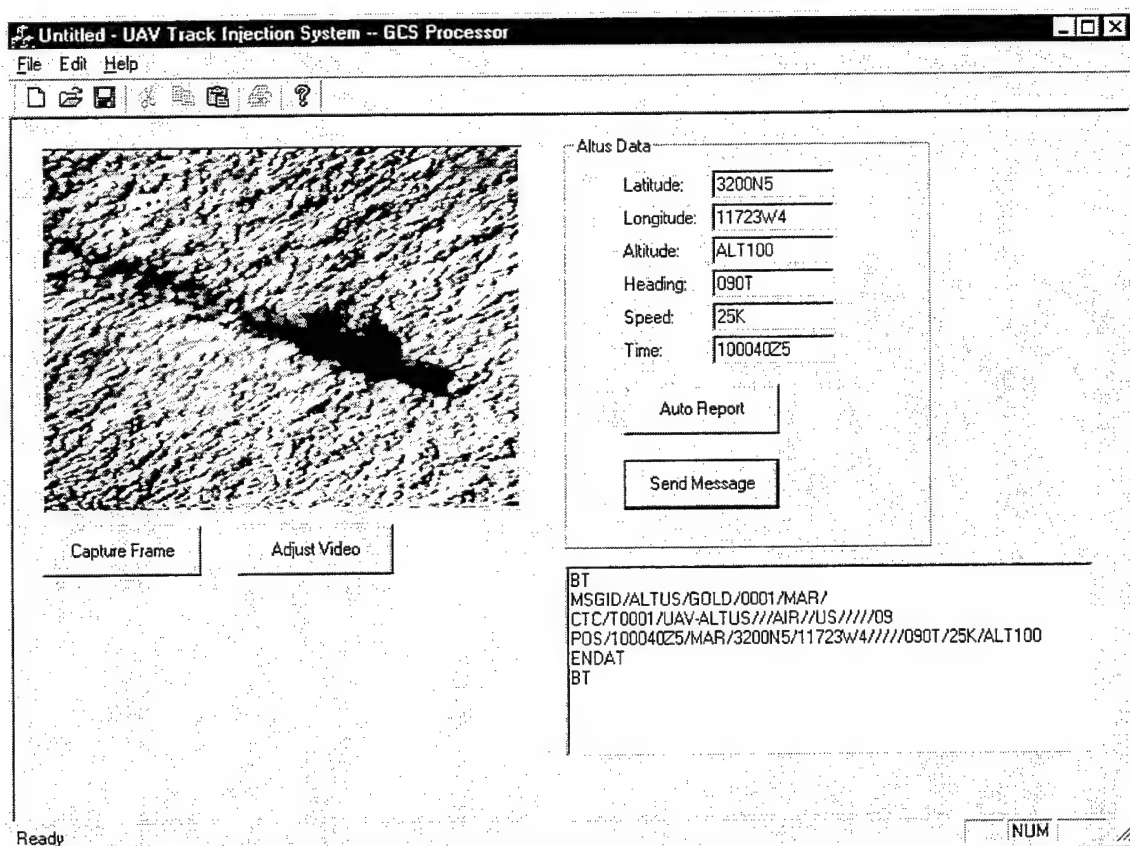 Untitled - UAV Track Injection System -- GCS Processor
File Edit Help
Altus Data
Latitude: 3200N5
Longitude: 11723W4
Altitude: ALT100
Heading: 090T
Speed: 25K
Time: 100040Z5
Auto Report
Send Message
Capture Frame
Adjust Video
BT
MSGID/ALTUS/GOLD/0001/MAR/
CTC/T0001/UAV-ALTUS///AIR//US/////09
POS/100040Z5/MAR/3200N5/11723W4/////090T/25K/ALT100
ENDAT
BT
Ready
NUM